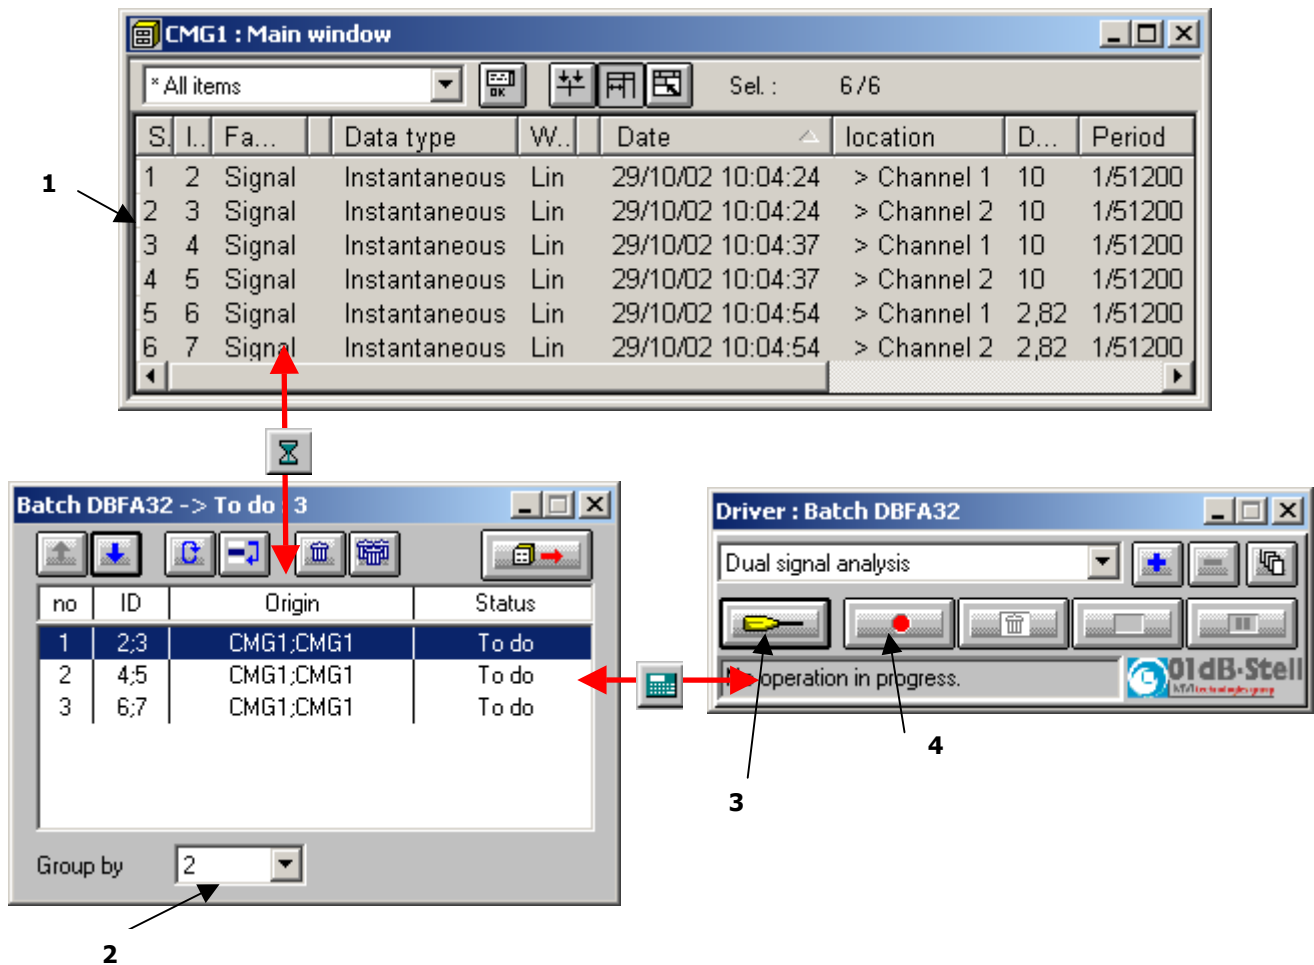 CMG1 : Main window
* All items
OK
Sel. : 6 /6
S. I.. Fa... Data type W.. Date location D... Period
1 2 Signal Instantaneous Lin 29/10/02 10:04:24 > Channel 1 10 1/51200
2 3 Signal Instantaneous Lin 29/10/02 10:04:24 > Channel 2 10 1/51200
3 4 Signal Instantaneous Lin 29/10/02 10:04:37 > Channel 1 10 1/51200
4 5 Signal Instantaneous Lin 29/10/02 10:04:37 > Channel 2 10 1/51200
5 6 Signal Instantaneous Lin 29/10/02 10:04:54 > Channel 1 2,82 1/51200
6 7 Signal Instantaneous Lin 29/10/02 10:04:54 > Channel 2 2,82 1/51200
1
Batch DBFA32 -> To do : 3
no ID Origin Status
1 2;3 CMG1;CMG1 To do
2 4;5 CMG1;CMG1 To do
3 6;7 CMG1;CMG1 To do
Group by 2
2
Driver : Batch DBFA32
Dual signal analysis
No operation in progress.
01dB-Stell
MVI technologies group
3
4